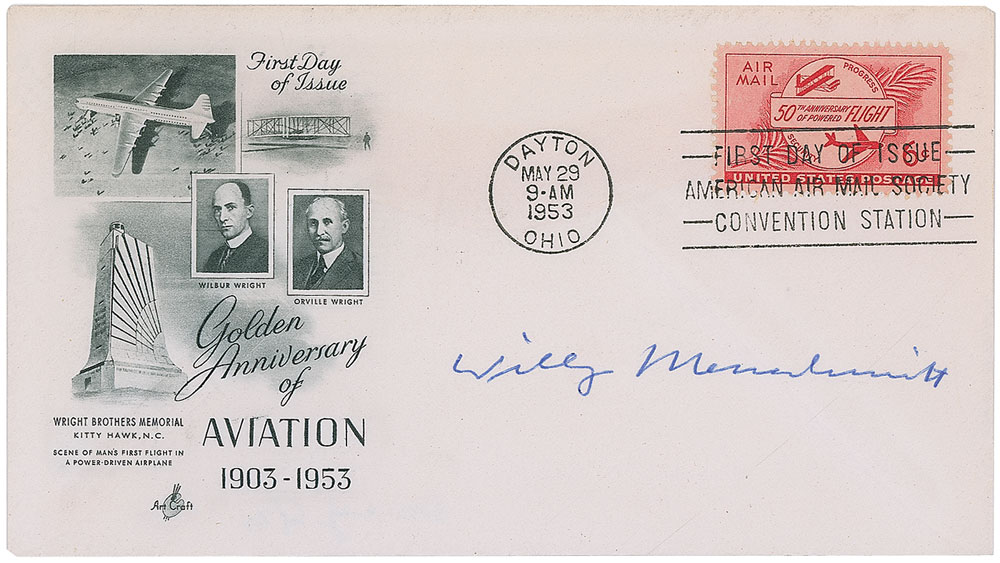 First Day
of Issue
WILBUR WRIGHT
ORVILLE WRIGHT
Golden
Anniversary
of
AVIATION
1903-1953
WRIGHT BROTHERS MEMORIAL
KITTY HAWK, N.C.
SCENE OF MAN'S FIRST FLIGHT IN
A POWER-DRIVEN AIRPLANE
Art Craft
DAYTON
MAY 29
9-AM
1953
OHIO
AIR
MAIL
PROGRESS
50TH ANNIVERSARY
OF POWERED
FLIGHT
6¢
UNITED STATES POSTAGE
FIRST DAY OF ISSUE
AMERICAN AIR MAIL SOCIETY
CONVENTION STATION
Willy Messerschmitt